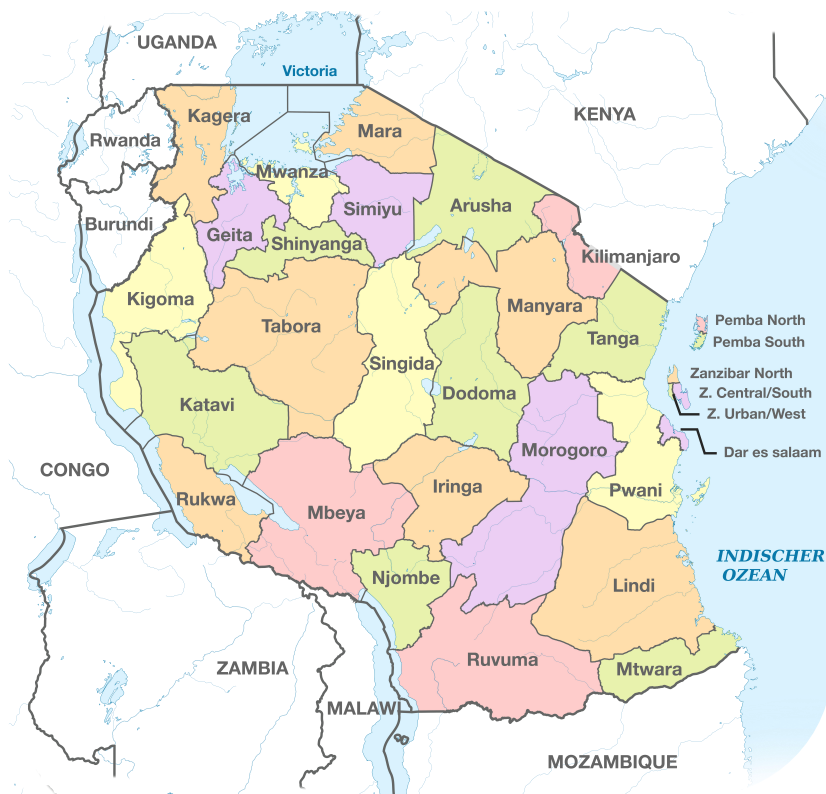 UGANDA
Victoria
KENYA
Kagera
Mara
Rwanda
Mwanza
Burundi
Geita
Simiyu
Arusha
Shinyanga
Kilimanjaro
Kigoma
Tabora
Manyara
Pemba North
Pemba South
Tanga
Singida
Zanzibar North
Katavi
Dodoma
Z. Central/South
Z. Urban/West
Morogoro
Dar es salaam
CONGO
Rukwa
Iringa
Pwani
Mbeya
INDISCHER
OZEAN
Njombe
Lindi
ZAMBIA
Ruvuma
Mtwara
MALAWI
MOZAMBIQUE